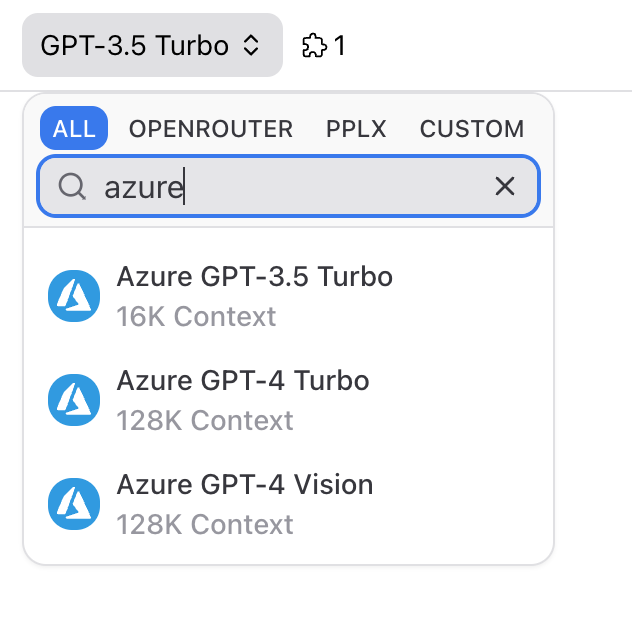 GPT-3.5 Turbo 1
ALL OPENROUTER PPLX CUSTOM
azure
Azure GPT-3.5 Turbo
16K Context
Azure GPT-4 Turbo
128K Context
Azure GPT-4 Vision
128K Context